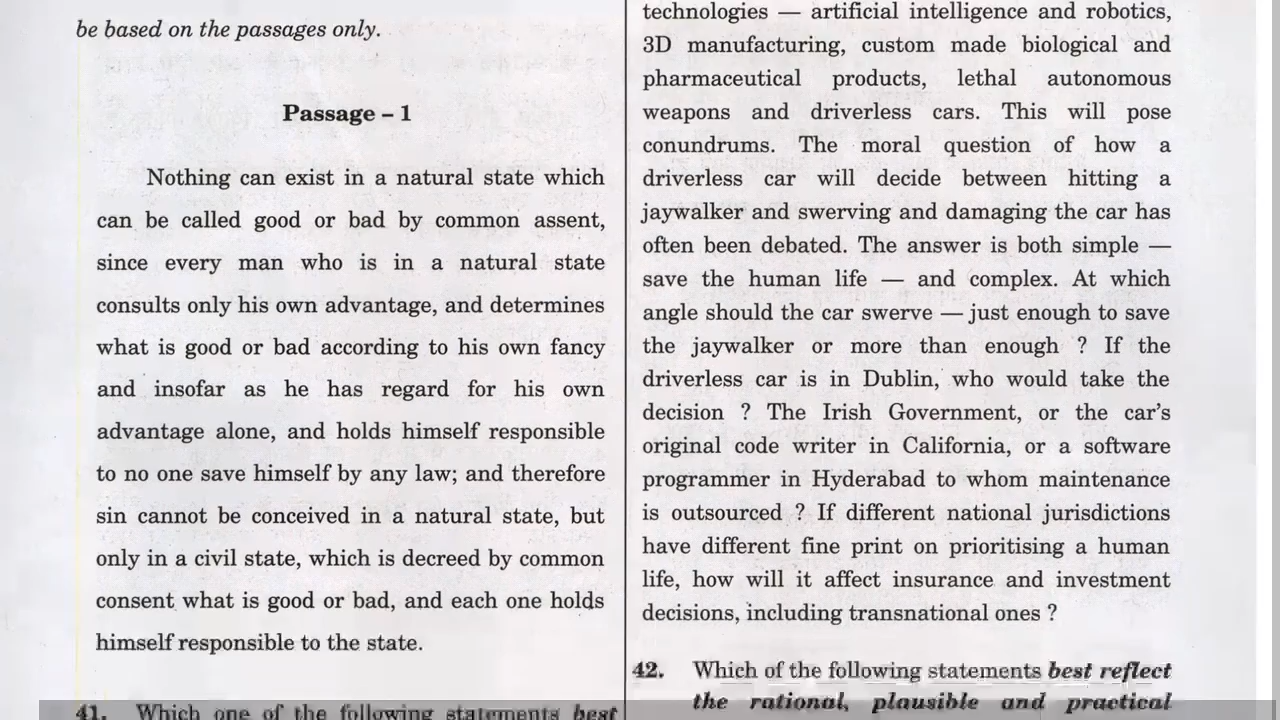 be based on the passages only.
Passage – 1
Nothing can exist in a natural state which
can be called good or bad by common assent,
since every man who is in a natural state
consults only his own advantage, and determines
what is good or bad according to his own fancy
and insofar as he has regard for his own
advantage alone, and holds himself responsible
to no one save himself by any law; and therefore
sin cannot be conceived in a natural state, but
only in a civil state, which is decreed by common
consent what is good or bad, and each one holds
himself responsible to the state.
41. Which one of the following statements best
technologies — artificial intelligence and robotics,
3D manufacturing, custom made biological and
pharmaceutical products, lethal autonomous
weapons and driverless cars. This will pose
conundrums. The moral question of how a
driverless car will decide between hitting a
jaywalker and swerving and damaging the car has
often been debated. The answer is both simple —
save the human life — and complex. At which
angle should the car swerve — just enough to save
the jaywalker or more than enough ? If the
driverless car is in Dublin, who would take the
decision ? The Irish Government, or the car's
original code writer in California, or a software
programmer in Hyderabad to whom maintenance
is outsourced ? If different national jurisdictions
have different fine print on prioritising a human
life, how will it affect insurance and investment
decisions, including transnational ones ?
42. Which of the following statements best reflect
the rational, plausible and practical